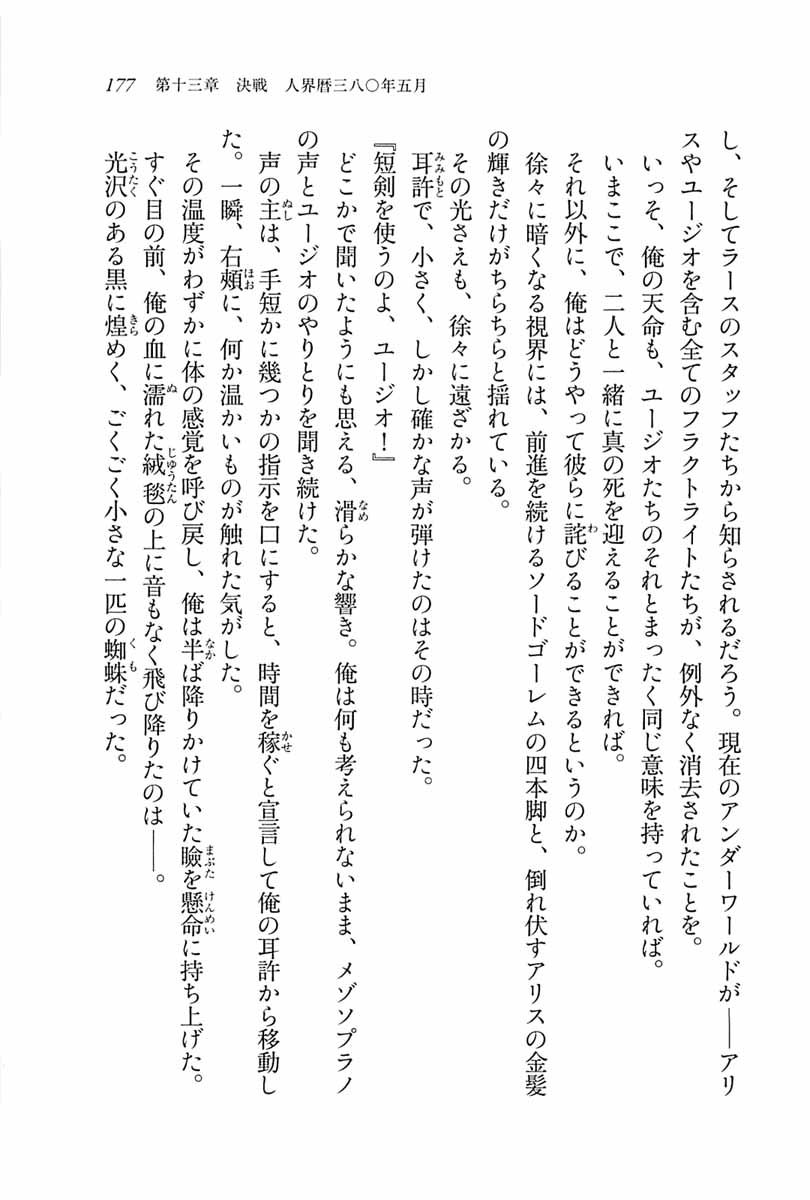 177　第十三章　決戦　人界暦三八〇年五月
し、そしてラースのスタッフたちから知らされるだろう。現在のアンダーワールドが――アリ
スやユージオを含む全てのフラクトライトたちが、例外なく消去されたことを。
いっそ、俺の天命も、ユージオたちのそれとまったく同じ意味を持っていれば。
いまここで、二人と一緒に真の死を迎えることができれば。
それ以外に、俺はどうやって彼らに詫びることができるというのか。
徐々に暗くなる視界には、前進を続けるソードゴーレムの四本脚と、倒れ伏すアリスの金髪
の輝きだけがちらちらと揺れている。
その光さえも、徐々に遠ざかる。
耳許で、小さく、しかし確かな声が弾けたのはその時だった。
『短剣を使うのよ、ユージオ！』
どこかで聞いたようにも思える、滑らかな響き。俺は何も考えられないまま、メゾソプラノ
の声とユージオのやりとりを聞き続けた。
声の主は、手短かに幾つかの指示を口にすると、時間を稼ぐと宣言して俺の耳許から移動し
た。一瞬、右頰に、何か温かいものが触れた気がした。
その温度がわずかに体の感覚を呼び戻し、俺は半ば降りかけていた瞼を懸命に持ち上げた。
すぐ目の前、俺の血に濡れた絨毯の上に音もなく飛び降りたのは――。
光沢のある黒に煌めく、ごくごく小さな一匹の蜘蛛だった。